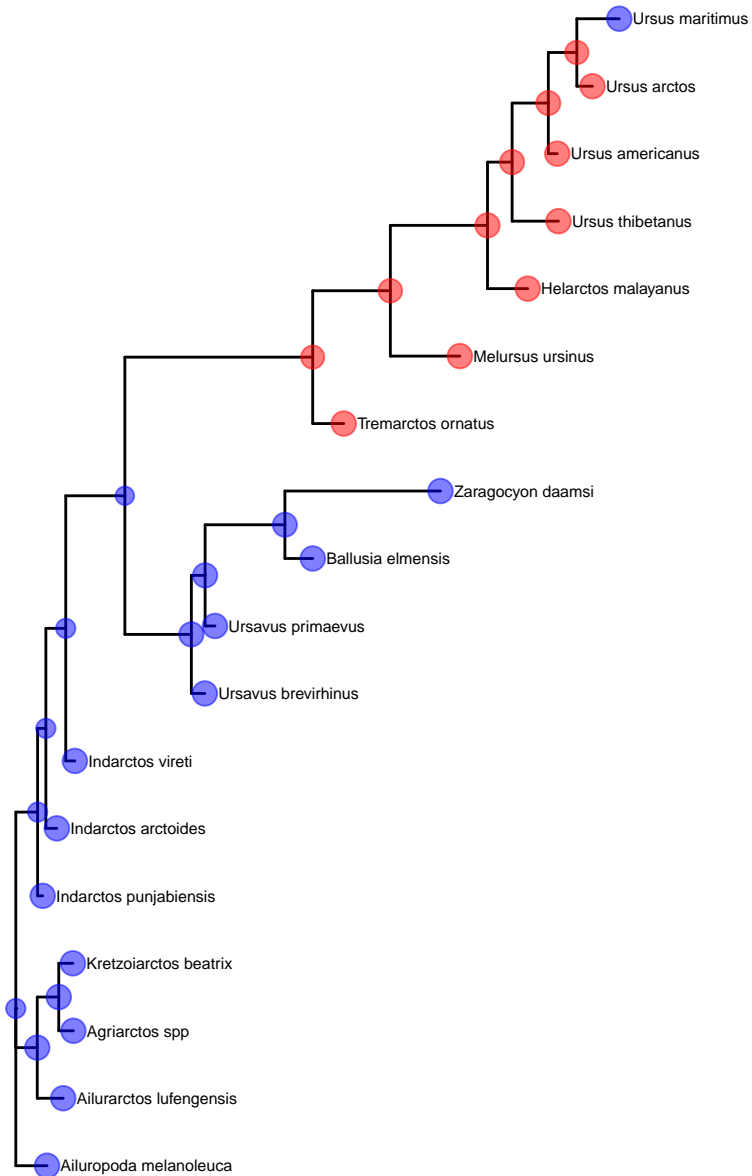 Ursus maritimus
Ursus arctos
Ursus americanus
Ursus thibetanus
Helarctos malayanus
Melursus ursinus
Tremarctos ornatus
Zaragocyon daamsi
Ballusia elmensis
Ursavus primaevus
Ursavus brevirhinus
Indarctos vireti
Indarctos arctoides
Indarctos punjabiensis
Kretzoiarctos beatrix
Agriarctos spp
Ailurarctos lufengensis
Ailuropoda melanoleuca